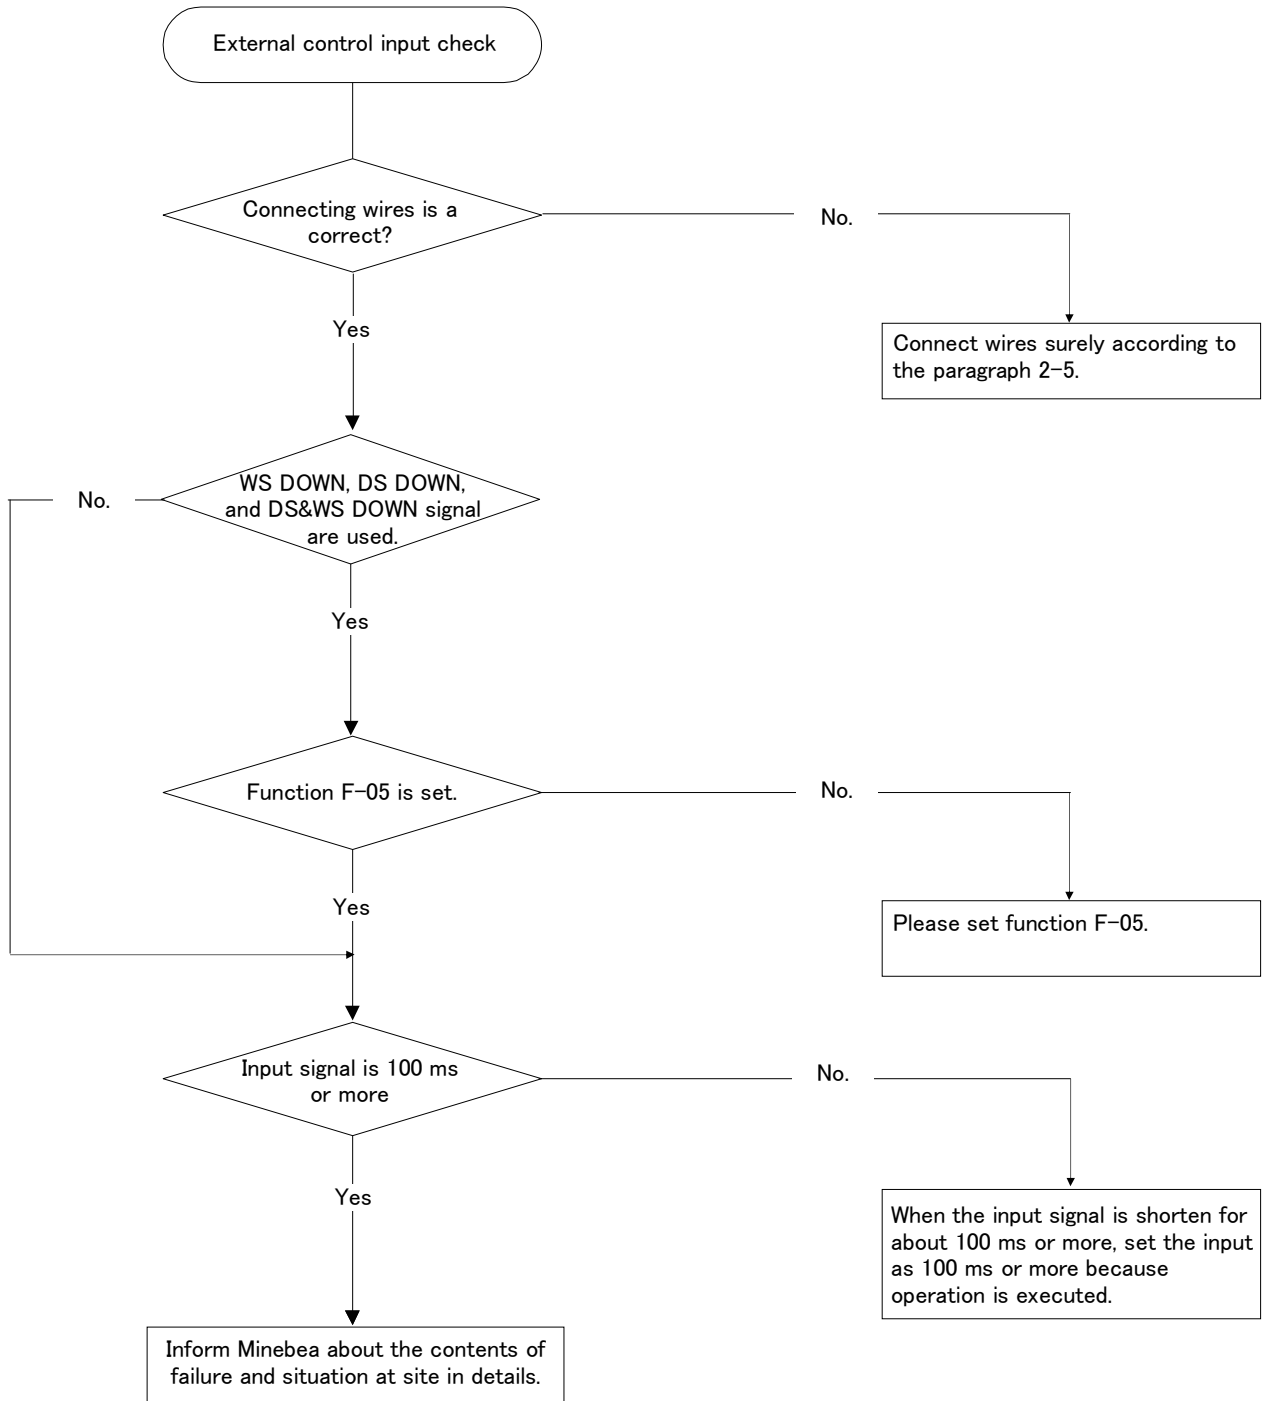 External control input check
Connecting wires is a
correct?
No.
Yes
Connect wires surely according to
the paragraph 2-5.
WS DOWN, DS DOWN,
and DS&WS DOWN signal
are used.
No.
Yes
Function F-05 is set.
No.
Yes
Please set function F-05.
Input signal is 100 ms
or more
No.
Yes
When the input signal is shorten for
about 100 ms or more, set the input
as 100 ms or more because
operation is executed.
Inform Minebea about the contents of
failure and situation at site in details.